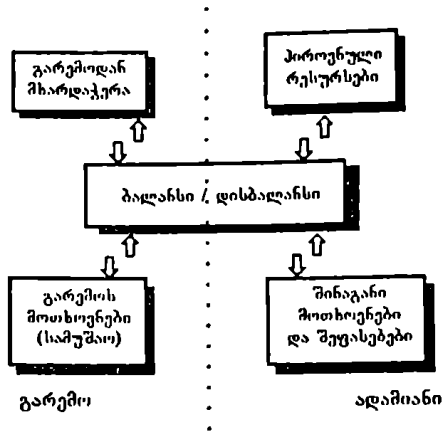 გარემოდან
მხარდაჭერა
პიროვნული
რესურსები
ბალანსი / დისბალანსი
გარემოს
მოთხოვნები
(სამუშაო)
შინაგანი
მოთხოვნები
და შეფასებები
გარემო
ადამიანი